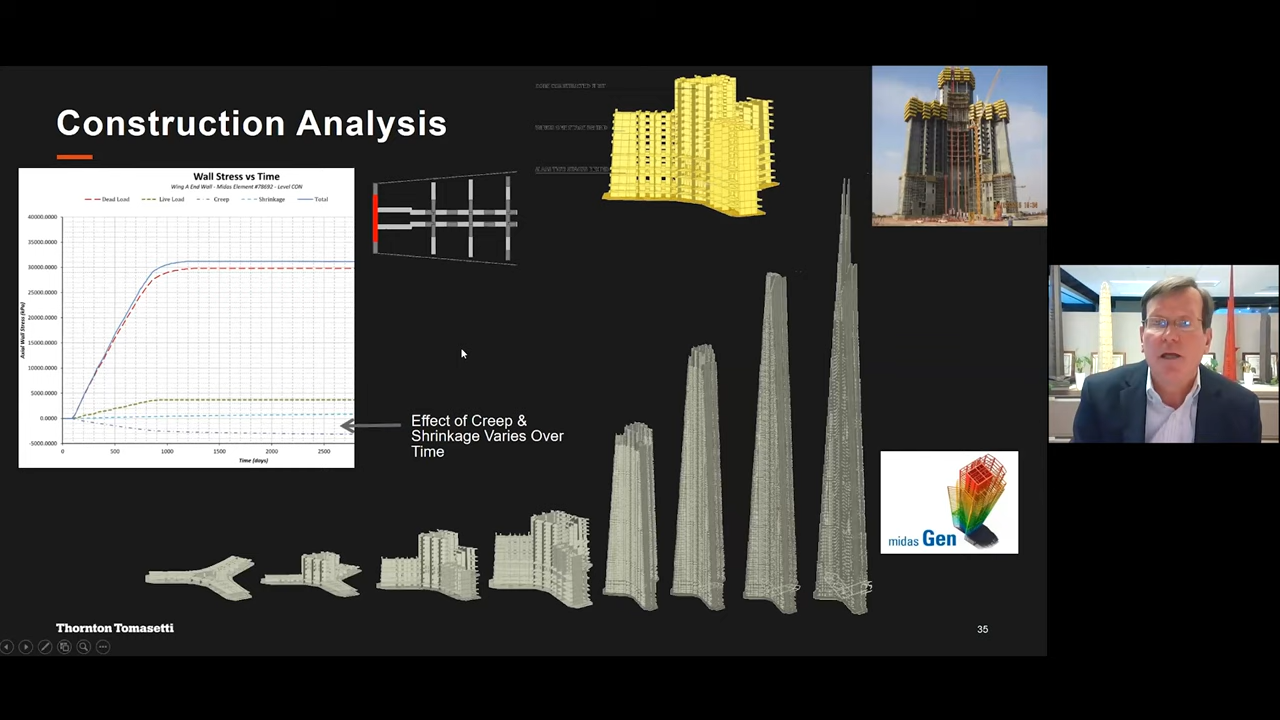 Construction Analysis
Wall Stress vs Time
Wing A End Wall - Midas Element #78692 - Level CON
Dead Load Live Load Creep Shrinkage Total
40000.0000
35000.0000
30000.0000
25000.0000
20000.0000
15000.0000
10000.0000
5000.0000
0.0000
-5000.0000
Axial Wall Stress (kPa)
0 500 1000 1500 2000 2500
Time (days)
Effect of Creep &
Shrinkage Varies Over
Time
midas Gen
Thornton Tomasetti
35